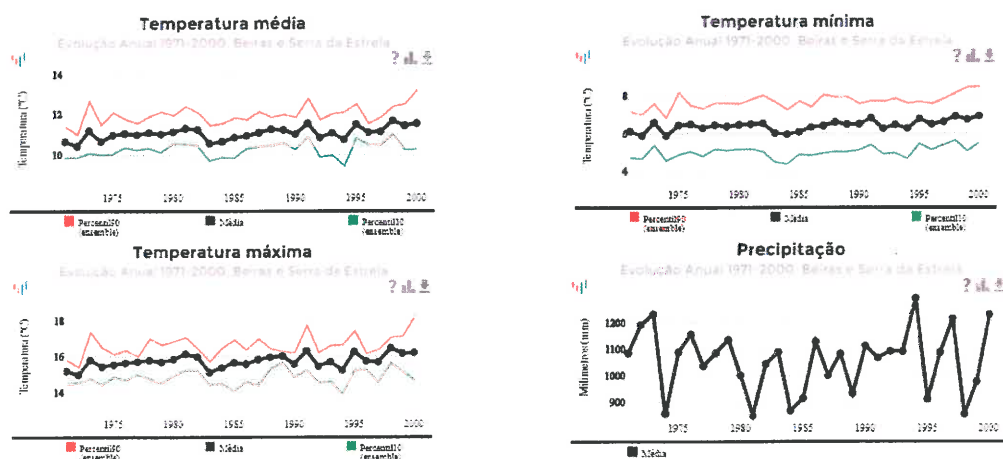 Temperatura média
Evolução Anual 1971-2000: Beiras e Serra da Estrela
?
14
12
10
Temperatura (°C)
1975
1980
1985
1990
1995
2000
Percentil90
(ensemble)
Média
Percentil10
(ensemble)
Temperatura mínima
Evolução Anual 1971-2000: Beiras e Serra da Estrela
?
8
6
4
Temperatura (°C)
1975
1980
1985
1990
1995
2000
Percentil90
(ensemble)
Média
Percentil10
(ensemble)
Temperatura máxima
Evolução Anual 1971-2000: Beiras e Serra da Estrela
?
18
16
14
Temperatura (°C)
1975
1980
1985
1990
1995
2000
Percentil90
(ensemble)
Média
Percentil10
(ensemble)
Precipitação
Evolução Anual 1971-2000: Beiras e Serra da Estrela
?
1200
1100
1000
900
Milímetros (mm)
1975
1980
1985
1990
1995
2000
Média